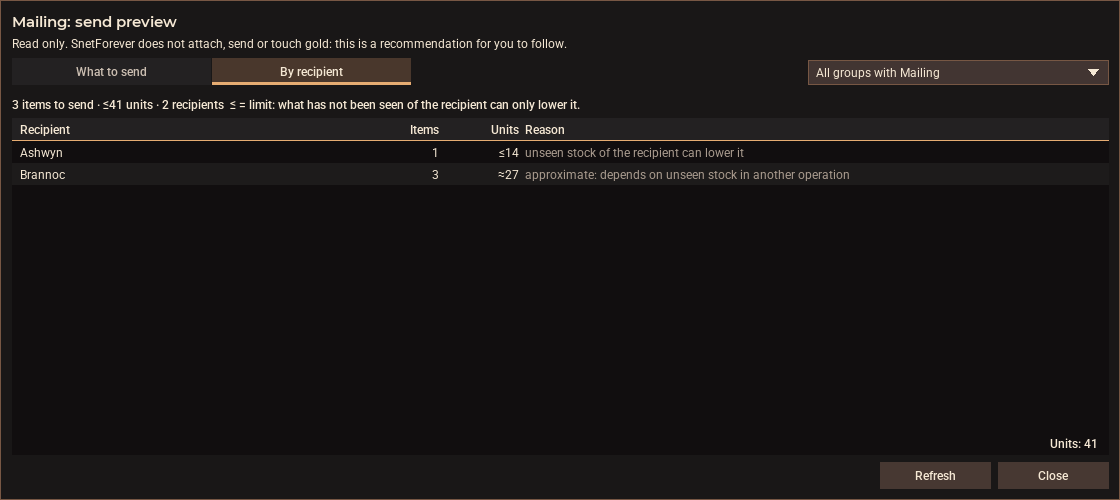 Mailing: send preview
Read only. SnetForever does not attach, send or touch gold: this is a recommendation for you to follow.
What to send By recipient All groups with Mailing
3 items to send · ≤41 units · 2 recipients ≤ = limit: what has not been seen of the recipient can only lower it.
Recipient Items Units Reason
Ashwyn 1 ≤14 unseen stock of the recipient can lower it
Brannoc 3 ≈27 approximate: depends on unseen stock in another operation
Units: 41
Refresh Close